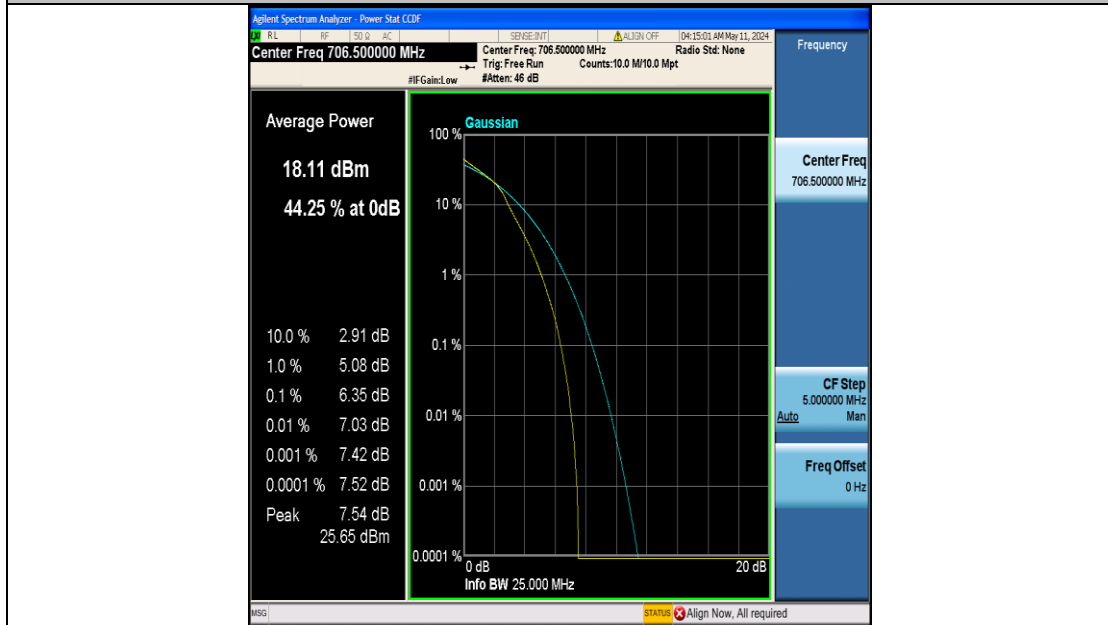 Agilent Spectrum Analyzer - Power Stat CCDF
RL RF 50 Ω AC SENSE:INT ALIGN OFF 04:15:01 AM May 11, 2024
Center Freq 706.500000 MHz
Center Freq: 706.500000 MHz Radio Std: None
Trig: Free Run Counts:10.0 M/10.0 Mpt
#IFGain:Low #Atten: 46 dB
Frequency
Average Power
18.11 dBm
44.25 % at 0dB
10.0 % 2.91 dB
1.0 % 5.08 dB
0.1 % 6.35 dB
0.01 % 7.03 dB
0.001 % 7.42 dB
0.0001 % 7.52 dB
Peak 7.54 dB
25.65 dBm
Gaussian
100 %
10 %
1 %
0.1 %
0.01 %
0.001 %
0.0001 %
0 dB 20 dB
Info BW 25.000 MHz
Center Freq
706.500000 MHz
CF Step
5.000000 MHz
Auto Man
Freq Offset
0 Hz
MSG STATUS Align Now, All required